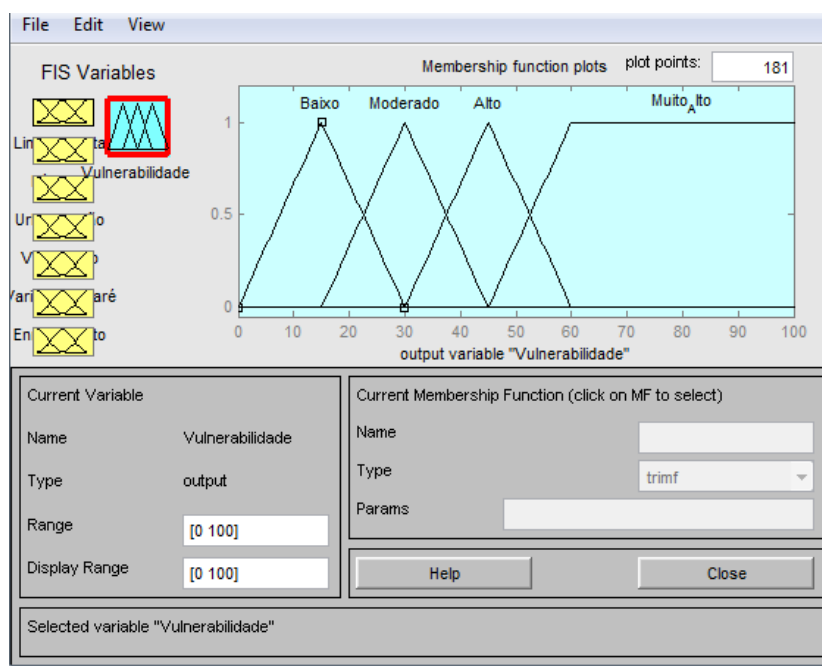 File Edit View
FIS Variables
Membership function plots plot points: 181
Baixo Moderado Alto Muito_Alto
1
Vulnerabilidade
0.5
0
0 10 20 30 40 50 60 70 80 90 100
output variable "Vulnerabilidade"
Current Variable
Name Vulnerabilidade
Type output
Range [0 100]
Display Range [0 100]
Current Membership Function (click on MF to select)
Name
Type trimf
Params
Help Close
Selected variable "Vulnerabilidade"